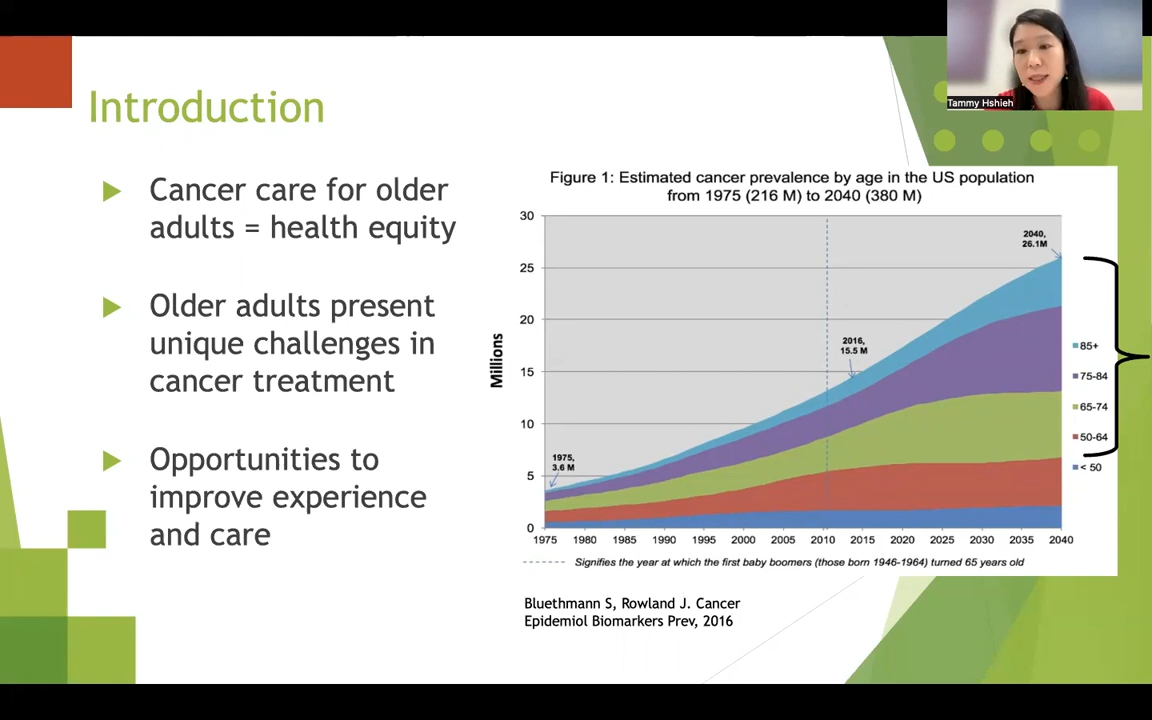 Tammy Hshieh
Introduction
Cancer care for older
adults = health equity
Older adults present
unique challenges in
cancer treatment
Opportunities to
improve experience
and care
Figure 1: Estimated cancer prevalence by age in the US population
from 1975 (216 M) to 2040 (380 M)
30
25
20
15
10
5
0
Millions
1975,
3.6 M
2016,
15.5 M
2040,
26.1M
85+
75-84
65-74
50-64
< 50
1975 1980 1985 1990 1995 2000 2005 2010 2015 2020 2025 2030 2035 2040
Signifies the year at which the first baby boomers (those born 1946-1964) turned 65 years old
Bluethmann S, Rowland J. Cancer
Epidemiol Biomarkers Prev, 2016